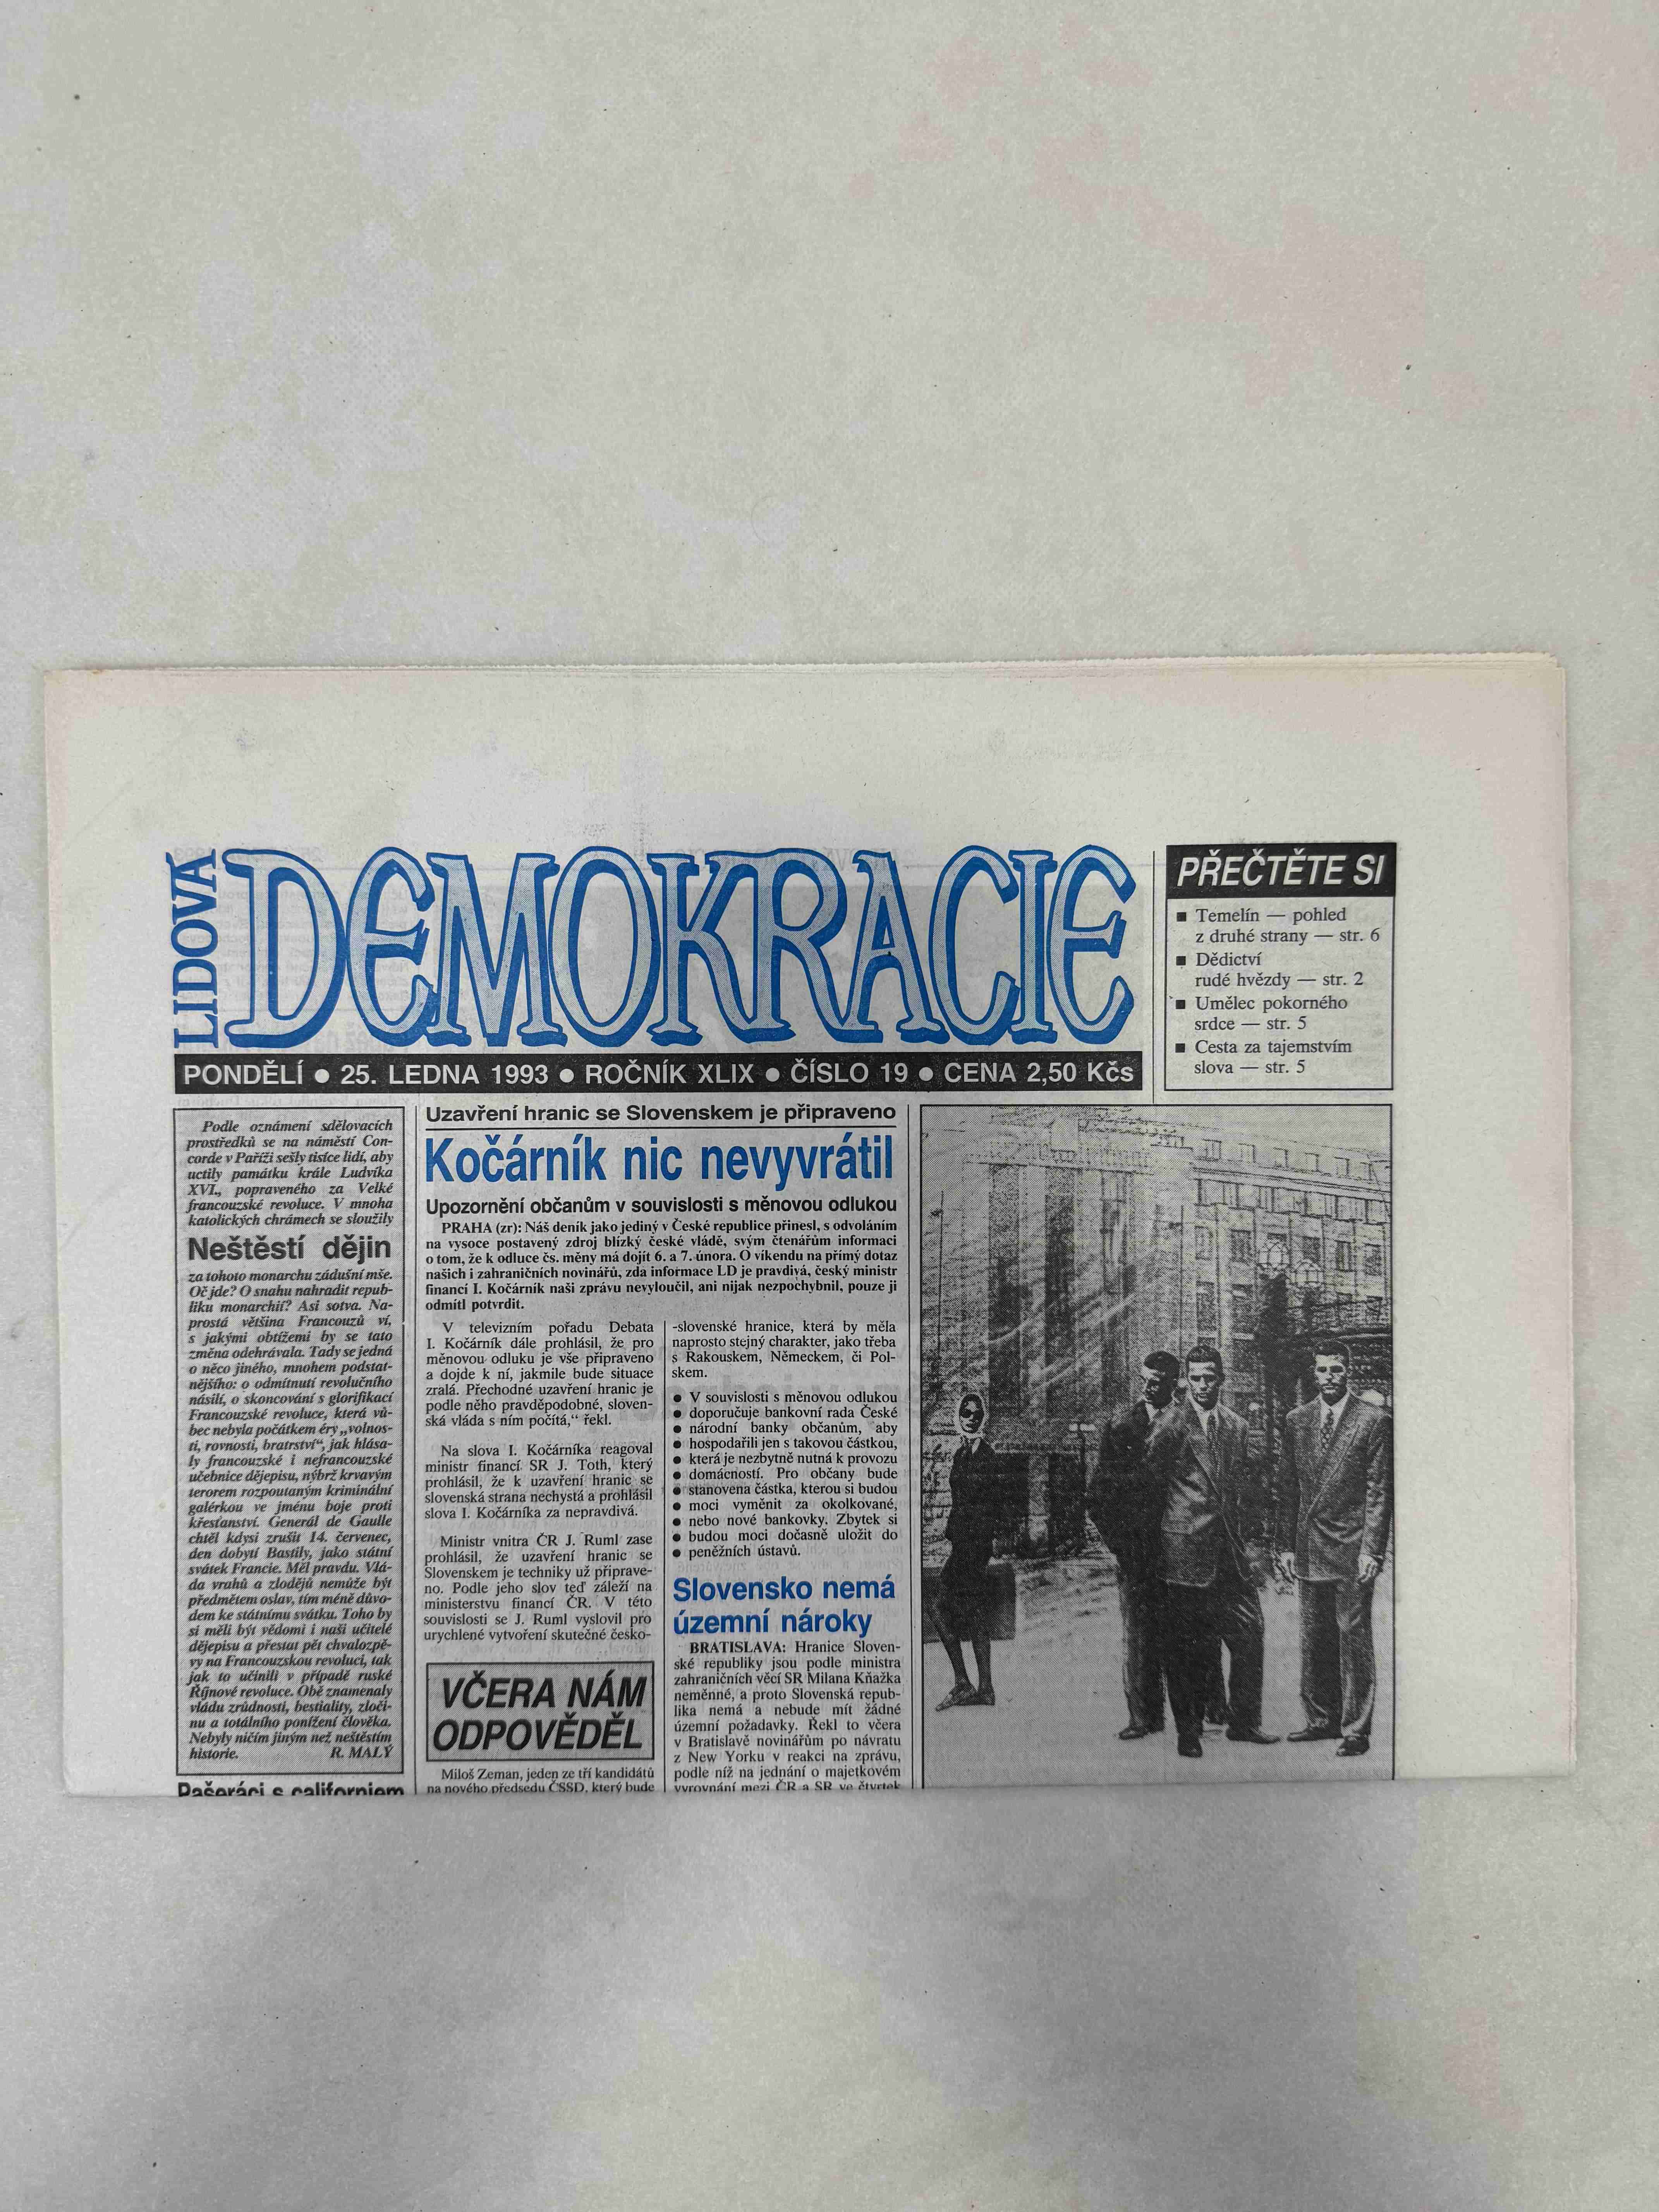 LIDOVÁ
DEMOKRACIE
PONDĚLÍ ● 25. LEDNA 1993 ● ROČNÍK XLIX ● ČÍSLO 19 ● CENA 2,50 Kčs
PŘEČTĚTE SI
■ Temelín — pohled
z druhé strany — str. 6
■ Dědictví
rudé hvězdy — str. 2
■ Umělec pokorného
srdce — str. 5
■ Cesta za tajemstvím
slova — str. 5
Podle oznámení sdělovacích
prostředků se na náměstí Con-
corde v Paříži sešly tisíce lidí, aby
uctily památku krále Ludvíka
XVI., popraveného za Velké
francouzské revoluce. V mnoha
katolických chrámech se sloužily
Neštěstí dějin
za tohoto monarchu zádušní mše.
Oč jde? O snahu nahradit repub-
liku monarchií? Asi sotva. Na-
prostá většina Francouzů ví,
s jakými obtížemi by se tato
změna odehrávala. Tady se jedná
o něco jiného, mnohem podstat-
nějšího: o odmítnutí revolučního
násilí, o skoncování s glorifikací
Francouzské revoluce, která vů-
bec nebyla počátkem éry „volnos-
ti, rovnosti, bratrství“, jak hlása-
ly francouzské i nefrancouzské
učebnice dějepisu, nýbrž krvavým
terorem rozpoutaným kriminální
galérkou ve jménu boje proti
křesťanství. Generál de Gaulle
chtěl kdysi zrušit 14. červenec,
den dobytí Bastily, jako státní
svátek Francie. Měl pravdu. Vlá-
da vrahů a zlodějů nemůže být
předmětem oslav, tím méně důvo-
dem ke státnímu svátku. Toho by
si měli být vědomi i naši učitelé
dějepisu a přestat pět chvalozpě-
vy na Francouzskou revoluci, tak
jak to učinili v případě ruské
Říjnové revoluce. Obě znamenaly
vládu zrůdnosti, bestiality, zloči-
nu a totálního ponížení člověka.
Nebyly ničím jiným než neštěstím
historie. R. MALÝ
Pašeráci s californiem
Uzavření hranic se Slovenskem je připraveno
Kočárník nic nevyvrátil
Upozornění občanům v souvislosti s měnovou odlukou
PRAHA (zr): Náš deník jako jediný v České republice přinesl, s odvoláním
na vysoce postavený zdroj blízký české vládě, svým čtenářům informaci
o tom, že k odluce čs. měny má dojít 6. a 7. února. O víkendu na přímý dotaz
našich i zahraničních novinářů, zda informace LD je pravdivá, český ministr
financí I. Kočárník naši zprávu nevyloučil, ani nijak nezpochybnil, pouze ji
odmítl potvrdit.
V televizním pořadu Debata
I. Kočárník dále prohlásil, že pro
měnovou odluku je vše připraveno
a dojde k ní, jakmile bude situace
zralá. Přechodné uzavření hranic je
podle něho pravděpodobné, sloven-
ská vláda s ním počítá,“ řekl.
Na slova I. Kočárníka reagoval
ministr financí SR J. Toth, který
prohlásil, že k uzavření hranic se
slovenská strana nechystá a prohlásil
slova I. Kočárníka za nepravdivá.
Ministr vnitra ČR J. Ruml zase
prohlásil, že uzavření hranic se
Slovenskem je techniky už připrave-
no. Podle jeho slov teď záleží na
ministerstvu financí ČR. V této
souvislosti se J. Ruml vyslovil pro
urychlené vytvoření skutečné česko-
VČERA NÁM
ODPOVĚDĚL
Miloš Zeman, jeden ze tří kandidátů
na nového předsedu ČSSD, který bude
-slovenské hranice, která by měla
naprosto stejný charakter, jako třeba
s Rakouskem, Německem, či Pol-
skem.
● V souvislosti s měnovou odlukou
● doporučuje bankovní rada České
● národní banky občanům, aby
● hospodařili jen s takovou částkou,
● která je nezbytně nutná k provozu
● domácností. Pro občany bude
● stanovena částka, kterou si budou
● moci vyměnit za okolkované,
● nebo nové bankovky. Zbytek si
● budou moci dočasně uložit do
● peněžních ústavů.
Slovensko nemá
územní nároky
BRATISLAVA: Hranice Sloven-
ské republiky jsou podle ministra
zahraničních věcí SR Milana Kňažka
neměnné, a proto Slovenská repub-
lika nemá a nebude mít žádné
územní požadavky. Řekl to včera
v Bratislavě novinářům po návratu
z New Yorku v reakci na zprávu,
podle níž na jednání o majetkovém
vyrovnání mezi ČR a SR ve čtvrtek